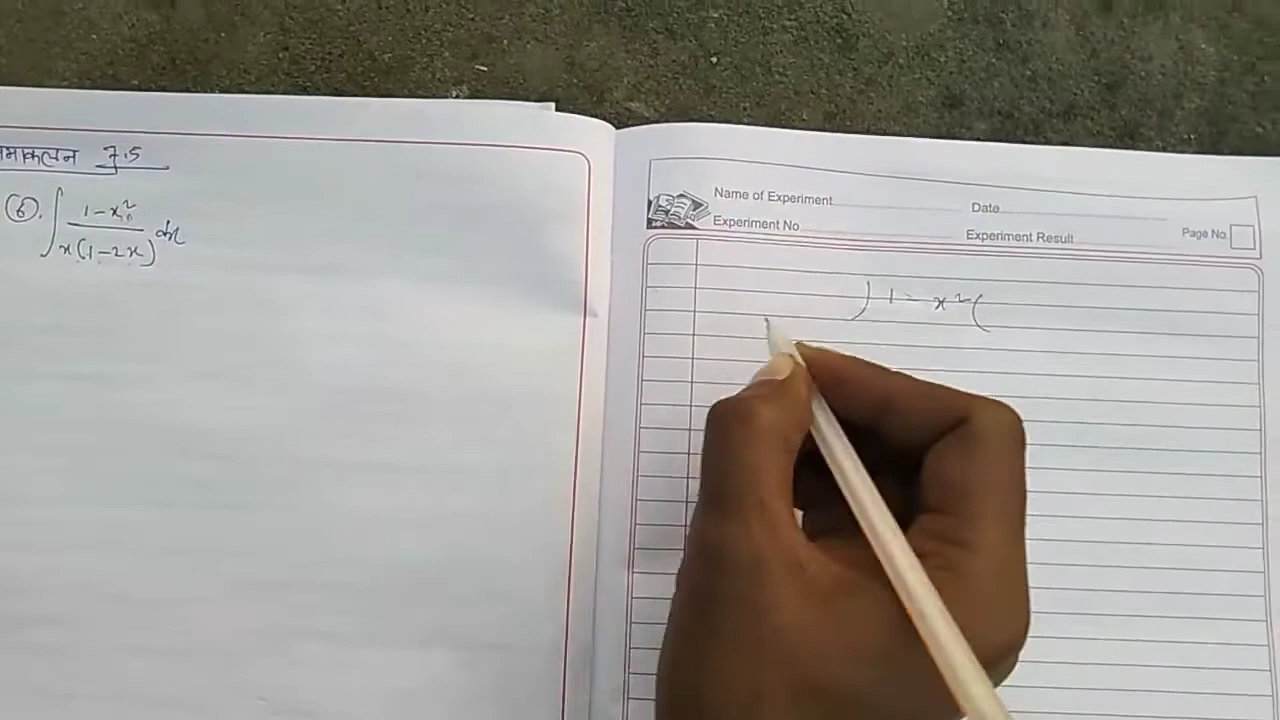 समाकलन 7.5
⑥. ∫ 1-x² / x(1-2x) dx
Name of Experiment Date
Experiment No Experiment Result Page No.
) 1 - x² (